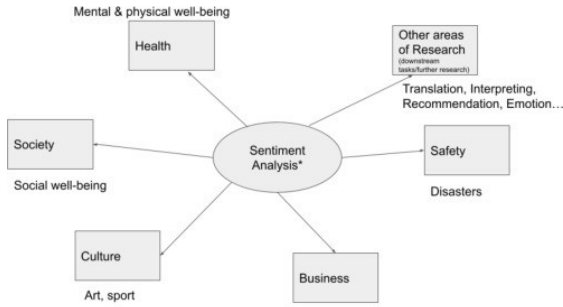 Mental & physical well-being
Health
Other areas
of Research
(downstream
tasks/further research)
Translation, Interpreting,
Recommendation, Emotion...
Society
Social well-being
Sentiment
Analysis*
Safety
Disasters
Culture
Art, sport
Business